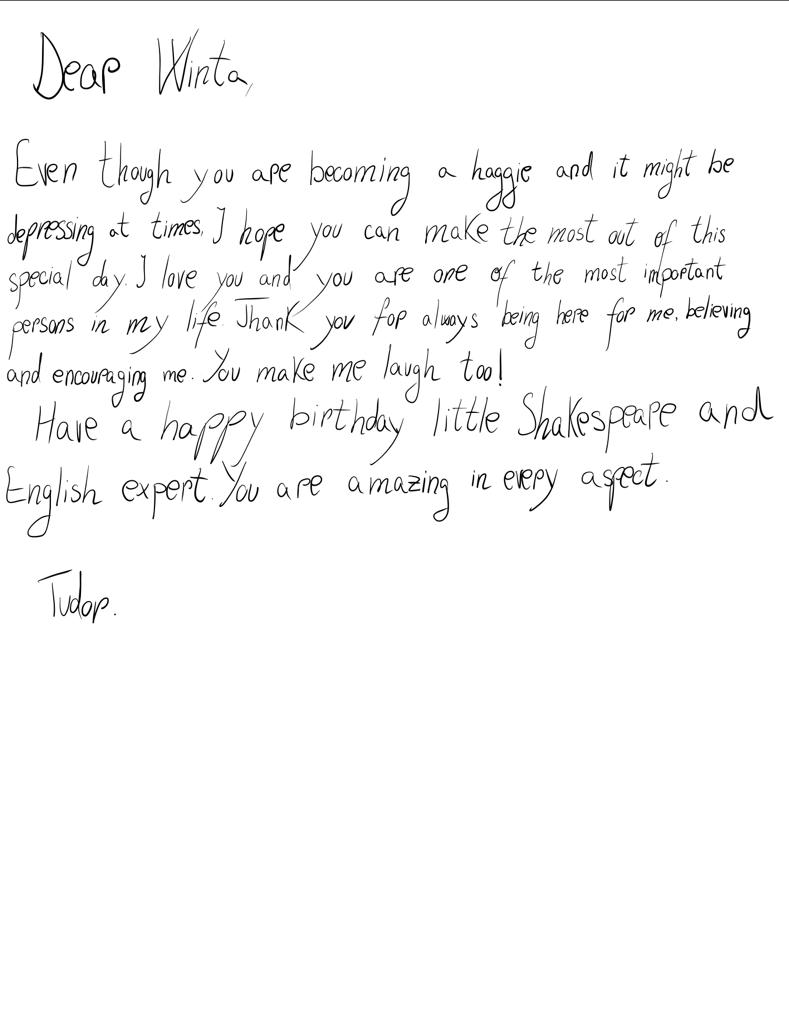 Dear Winta,
Even though you are becoming a haggie and it might be
depressing at times, I hope you can make the most out of this
special day. I love you and you are one of the most important
persons in my life. Thank you for always being here for me, believing
and encouraging me. You make me laugh too!
Have a happy birthday little Shakespeare and
English expert. You are amazing in every aspect.
Tudor.